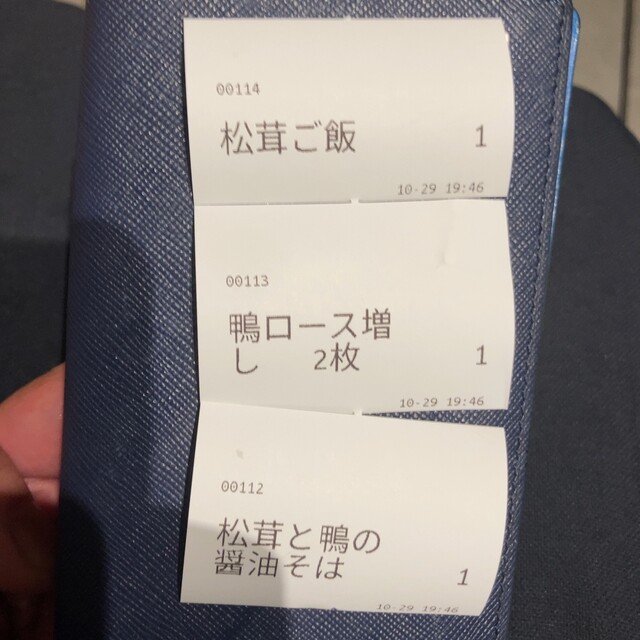 00114
松茸ご飯 1
10-29 19:46
00113
鴨ロース増
し 2枚 1
10-29 19:46
00112
松茸と鴨の
醤油そは 1
10-29 19:46